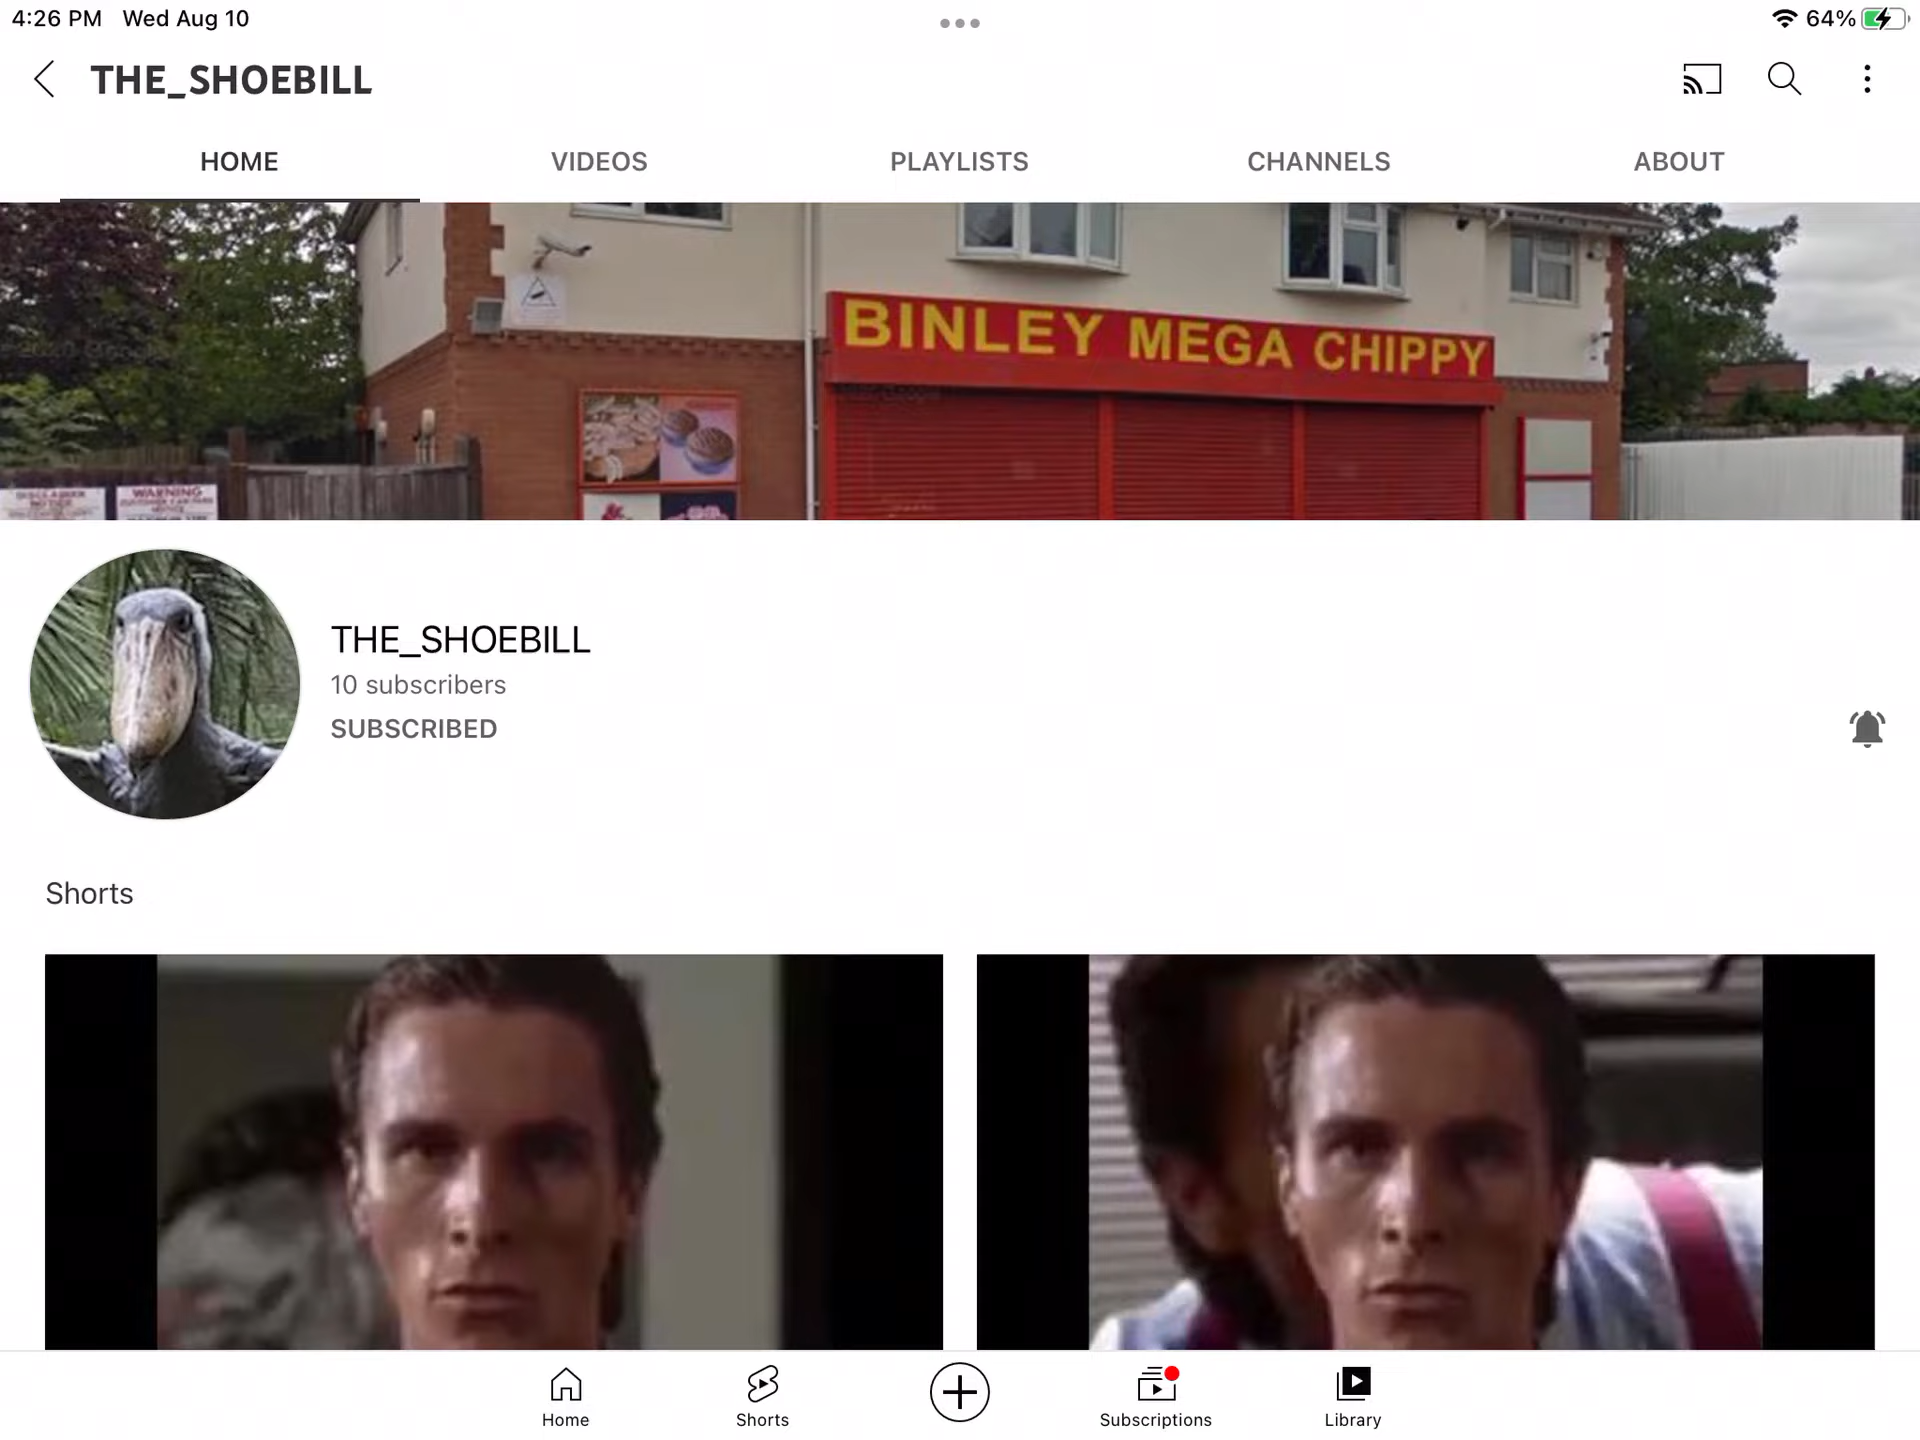 4:26 PM Wed Aug 10
64%
THE_SHOEBILL
HOME
VIDEOS
PLAYLISTS
CHANNELS
ABOUT
BINLEY MEGA CHIPPY
WARNING
THE_SHOEBILL
10 subscribers
SUBSCRIBED
Shorts
Home
Shorts
Subscriptions
Library